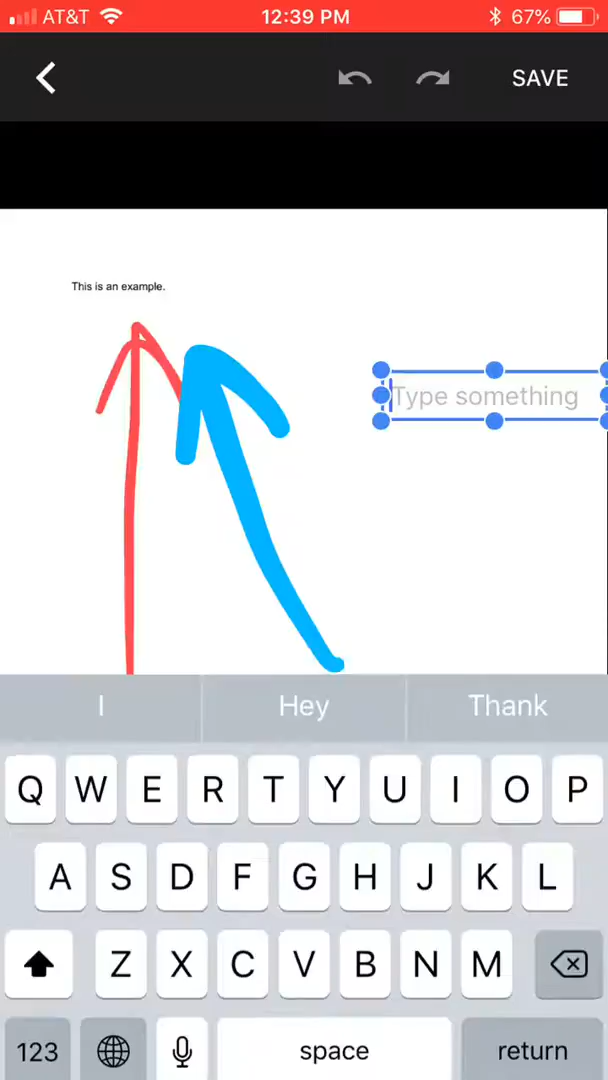 AT&T 12:39 PM 67%
SAVE
This is an example.
Type something
I Hey Thank
Q W E R T Y U I O P
A S D F G H J K L
Z X C V B N M
123 space return